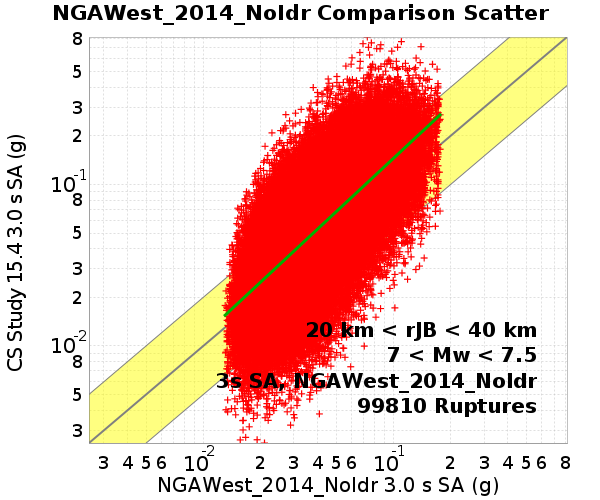 NGAWest_2014_NoIdr Comparison Scatter
CS Study 15.4 3.0 s SA (g)
8
5
3
2
10-1
8
5
3
2
10-2
8
5
3
20 km < rJB < 40 km
7 < Mw < 7.5
3s SA, NGAWest_2014_NoIdr
99810 Ruptures
3 4 5 6 10-2 2 3 4 5 6 10-1 2 3 4 5 6 8
NGAWest_2014_NoIdr 3.0 s SA (g)